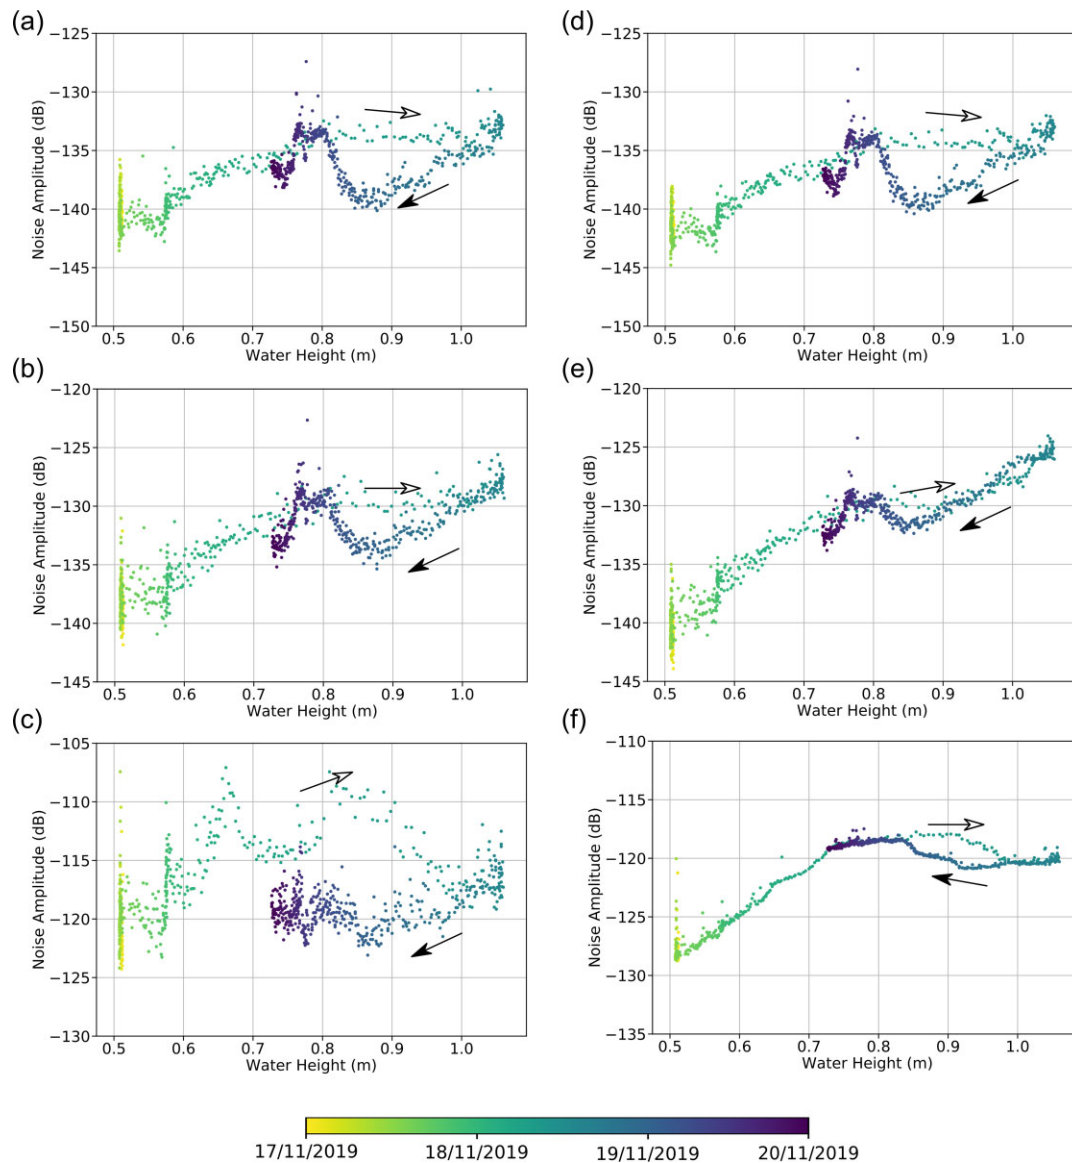 (a)
−125
−130
−135
−140
−145
−150
Noise Amplitude (dB)
0.5 0.6 0.7 0.8 0.9 1.0
Water Height (m)
(d)
−125
−130
−135
−140
−145
−150
Noise Amplitude (dB)
0.5 0.6 0.7 0.8 0.9 1.0
Water Height (m)
(b)
−120
−125
−130
−135
−140
−145
Noise Amplitude (dB)
0.5 0.6 0.7 0.8 0.9 1.0
Water Height (m)
(e)
−120
−125
−130
−135
−140
−145
Noise Amplitude (dB)
0.5 0.6 0.7 0.8 0.9 1.0
Water Height (m)
(c)
−105
−110
−115
−120
−125
−130
Noise Amplitude (dB)
0.5 0.6 0.7 0.8 0.9 1.0
Water Height (m)
(f)
−110
−115
−120
−125
−130
−135
Noise Amplitude (dB)
0.5 0.6 0.7 0.8 0.9 1.0
Water Height (m)
17/11/2019 18/11/2019 19/11/2019 20/11/2019